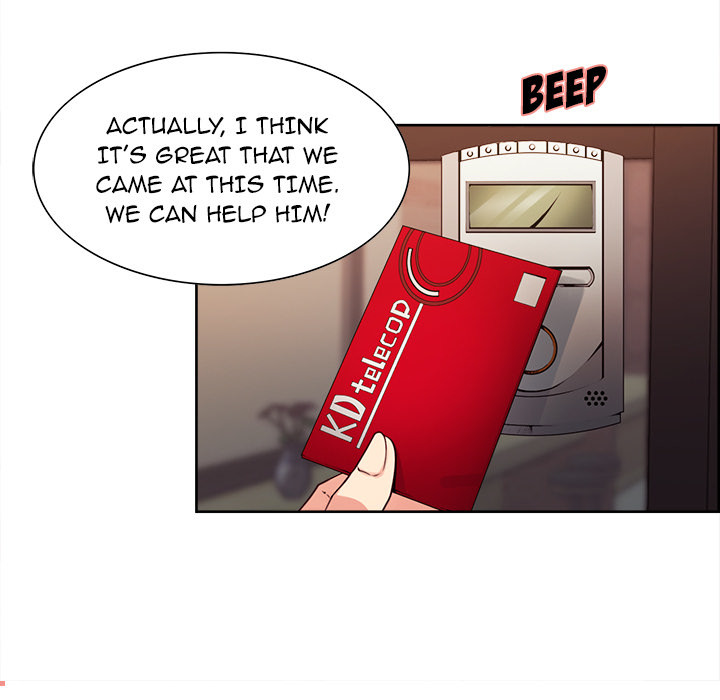 BEEP
ACTUALLY, I THINK
IT'S GREAT THAT WE
CAME AT THIS TIME.
WE CAN HELP HIM!
KD telecop